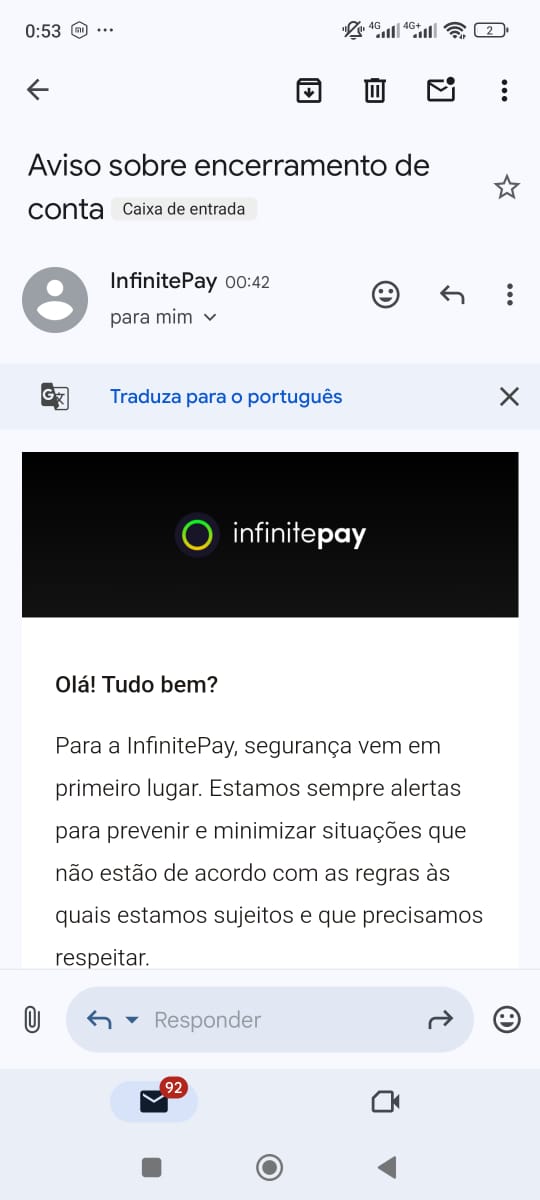 0:53 mi 4G 4G+ 2
Aviso sobre encerramento de
conta Caixa de entrada
InfinitePay 00:42
para mim
G Traduza para o português
infinitepay
Olá! Tudo bem?
Para a InfinitePay, segurança vem em
primeiro lugar. Estamos sempre alertas
para prevenir e minimizar situações que
não estão de acordo com as regras às
quais estamos sujeitos e que precisamos
respeitar.
Responder
92